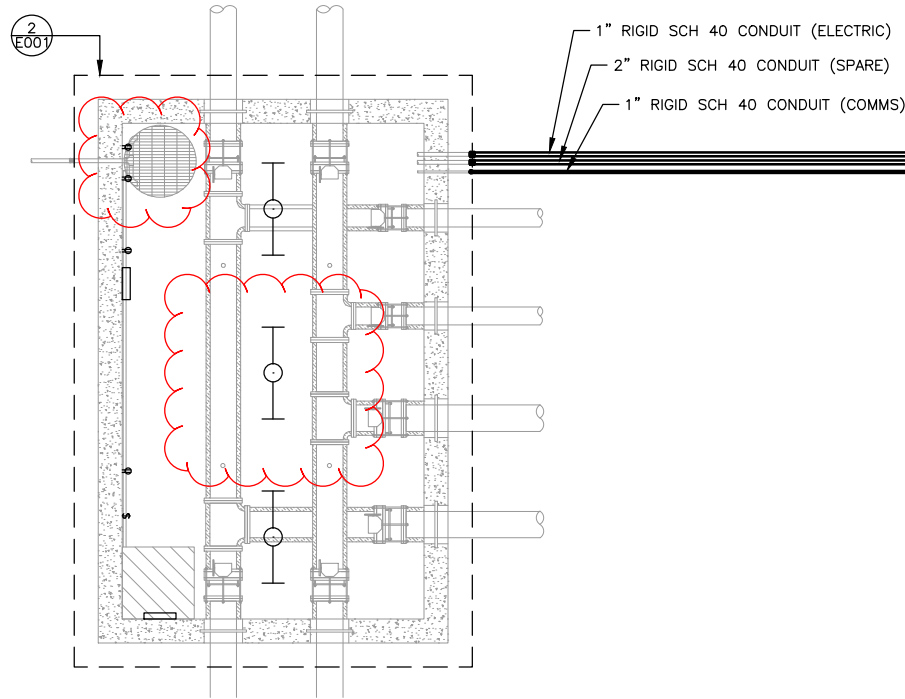 2
E001
1” RIGID SCH 40 CONDUIT (ELECTRIC)
2” RIGID SCH 40 CONDUIT (SPARE)
1” RIGID SCH 40 CONDUIT (COMMS)
S